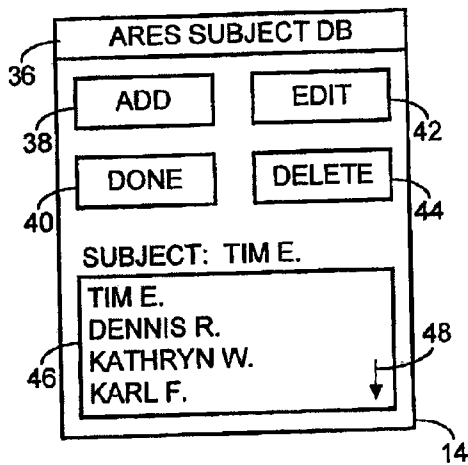 ARES SUBJECT DB
36
ADD
EDIT
38
42
DONE
DELETE
40
44
SUBJECT: TIM E.
TIM E.
DENNIS R.
KATHRYN W.
KARL F.
46
48
14